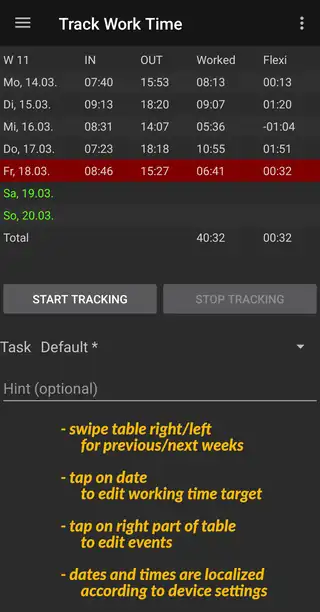 Track Work Time
W 11 IN OUT Worked Flexi
Mo, 14.03. 07:40 15:53 08:13 00:13
Di, 15.03. 09:13 18:20 09:07 01:20
Mi, 16.03. 08:31 14:07 05:36 -01:04
Do, 17.03. 07:23 18:18 10:55 01:51
Fr, 18.03. 08:46 15:27 06:41 00:32
Sa, 19.03.
So, 20.03.
Total 40:32 00:32
START TRACKING STOP TRACKING
Task Default *
Hint (optional)
- swipe table right/left
for previous/next weeks
- tap on date
to edit working time target
- tap on right part of table
to edit events
- dates and times are localized
according to device settings